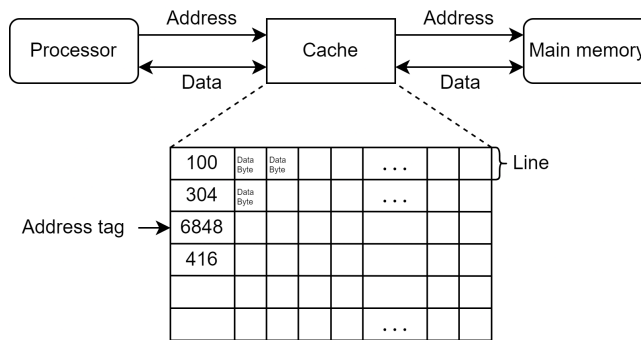 Address
Address
Processor
Cache
Main memory
Data
Data
100
Data
Byte
Data
Byte
...
Line
304
Data
Byte
...
Address tag
6848
416
...